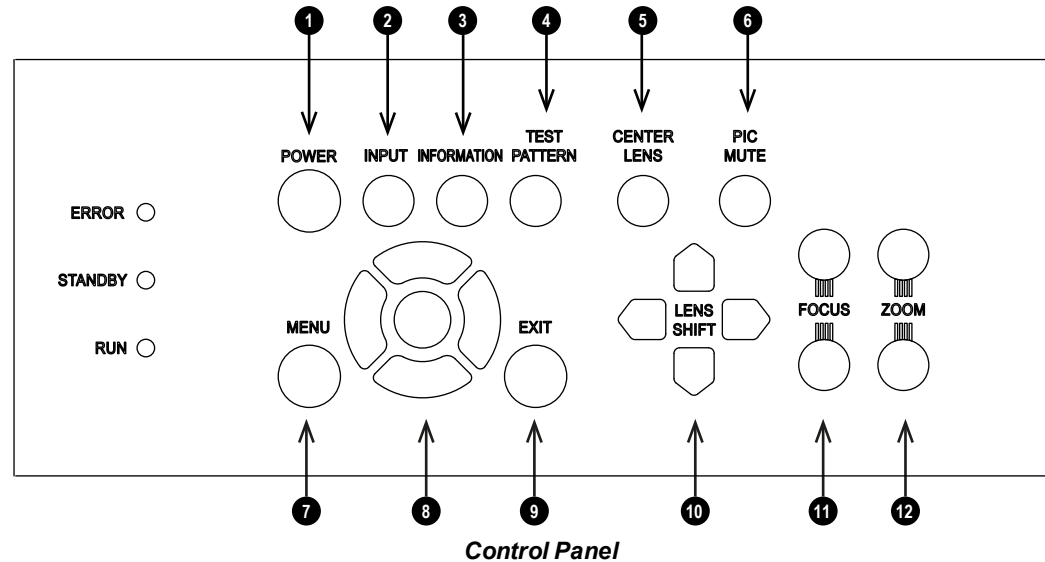 1 2 3 4 5 6
POWER
INPUT
INFORMATION
TEST
PATTERN
CENTER
LENS
PIC
MUTE
ERROR
STANDBY
RUN
MENU
EXIT
LENS
SHIFT
FOCUS
ZOOM
7 8 9 10 11 12
Control Panel